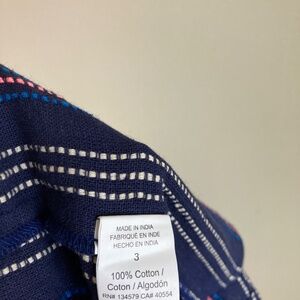 MADE IN INDIA
FABRIQUÉ EN INDE
HECHO EN INDIA
3
100% Cotton /
Coton / Algodón
RN# 134579 CA# 40554